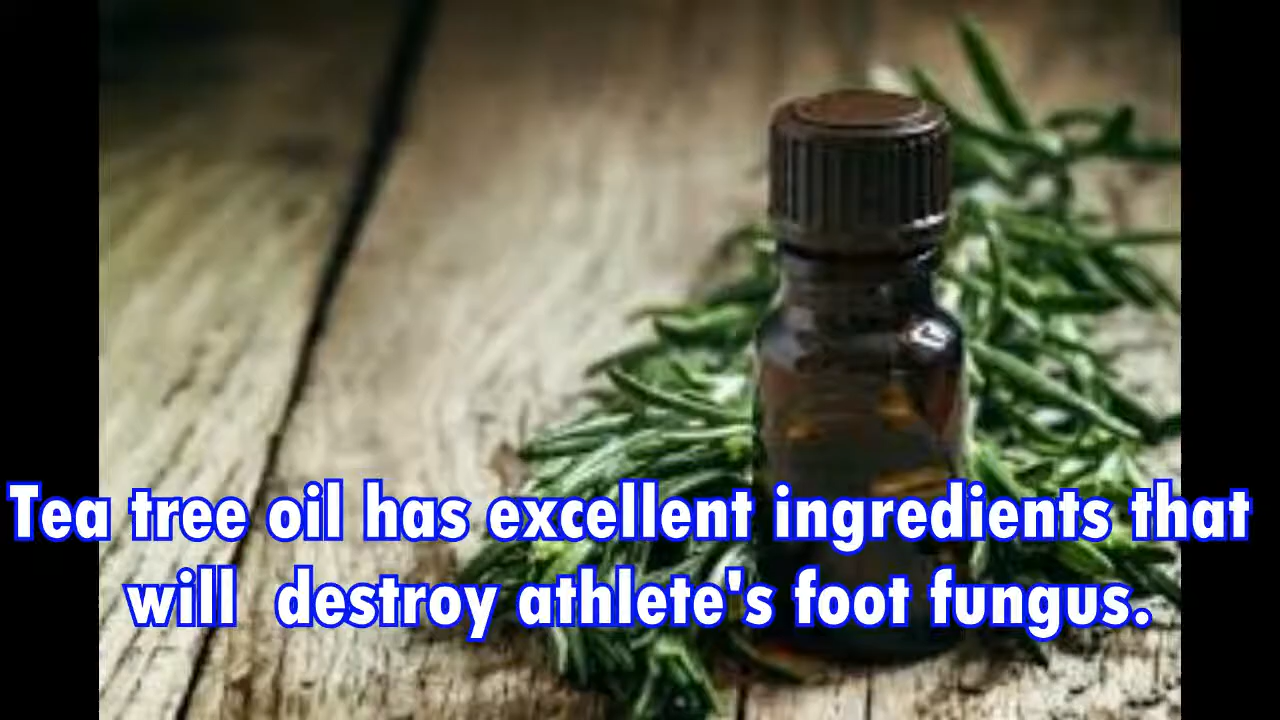 Tea tree oil has excellent ingredients that
will  destroy athlete's foot fungus.